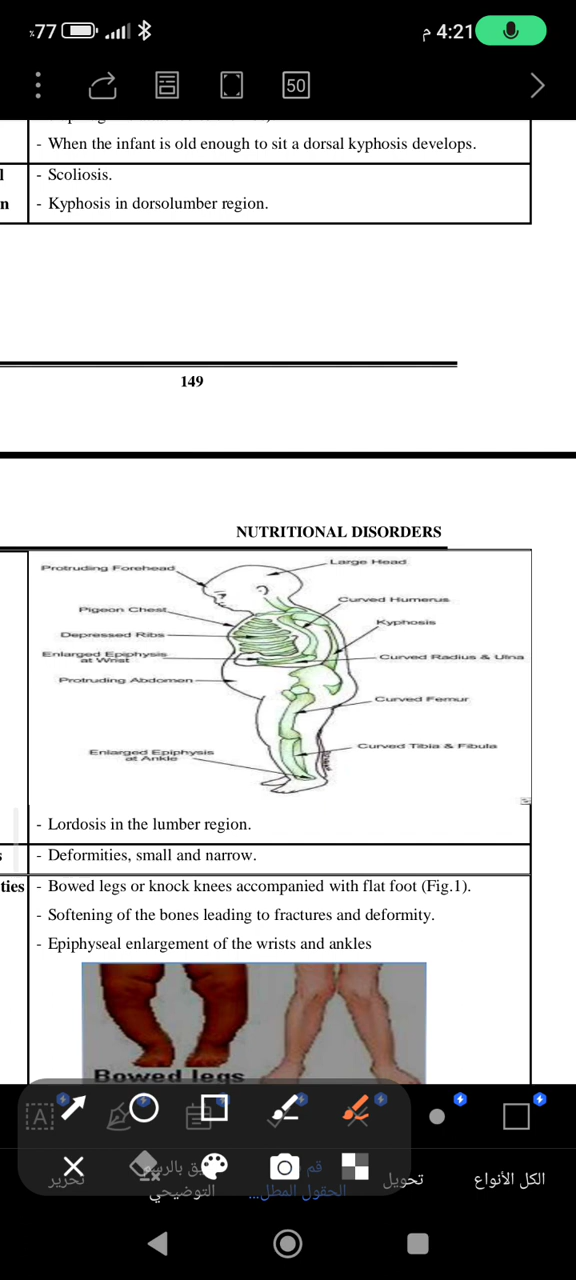 ٪77
4:21 م
50
- When the infant is old enough to sit a dorsal kyphosis develops.
l - Scoliosis.
n - Kyphosis in dorsolumber region.
149
NUTRITIONAL DISORDERS
Protruding Forehead
Large Head
Curved Humerus
Pigeon Chest
Kyphosis
Depressed Ribs
Enlarged Epiphysis
at Wrist
Curved Radius & Ulna
Protruding Abdomen
Curved Femur
Curved Tibia & Fibula
Enlarged Epiphysis
at Ankle
- Lordosis in the lumber region.
s - Deformities, small and narrow.
ties - Bowed legs or knock knees accompanied with flat foot (Fig.1).
- Softening of the bones leading to fractures and deformity.
- Epiphyseal enlargement of the wrists and ankles
Bowed legs
A
الكل الأنواع
تحويل
قم
الحقول المطل...
بالرسم
التوضيحي
تحرير